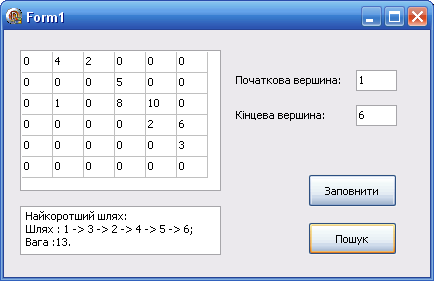 Form1
0 4 2 0 0 0
0 0 0 5 0 0
0 1 0 8 10 0
0 0 0 0 2 6
0 0 0 0 0 3
0 0 0 0 0 0
Початкова вершина: 1
Кінцева вершина: 6
Заповнити
Пошук
Найкоротший шлях:
Шлях : 1 -> 3 -> 2 -> 4 -> 5 -> 6;
Вага :13.